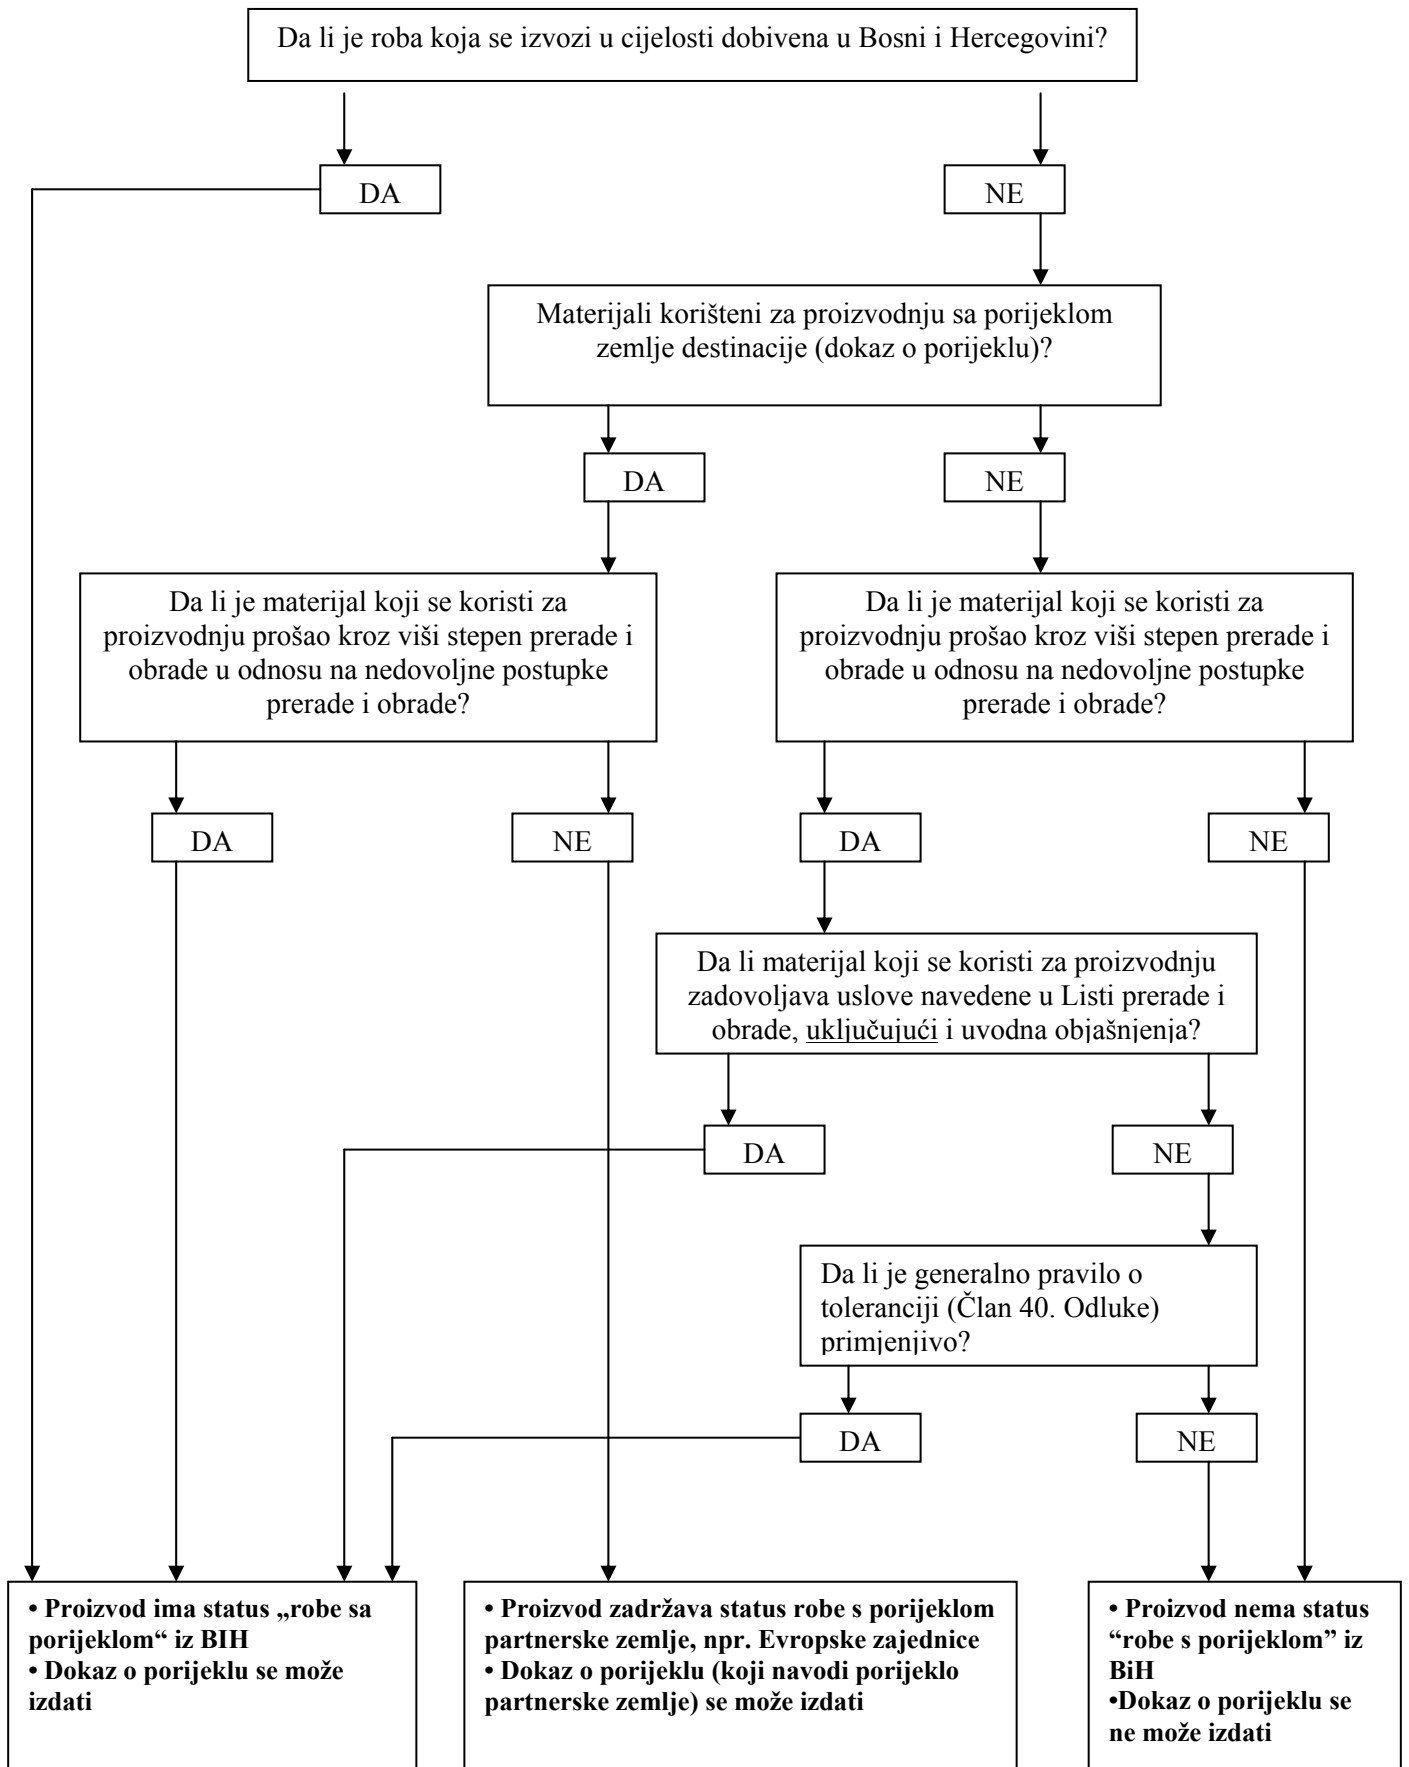 Da li je roba koja se izvozi u cijelosti dobivena u Bosni i Hercegovini?
DA
NE
Materijali korišteni za proizvodnju sa porijeklom
zemlje destinacije (dokaz o porijeklu)?
DA
NE
Da li je materijal koji se koristi za
proizvodnju prošao kroz viši stepen prerade i
obrade u odnosu na nedovoljne postupke
prerade i obrade?
Da li je materijal koji se koristi za
proizvodnju prošao kroz viši stepen prerade i
obrade u odnosu na nedovoljne postupke
prerade i obrade?
DA
NE
DA
NE
Da li materijal koji se koristi za proizvodnju
zadovoljava uslove navedene u Listi prerade i
obrade, uključujući i uvodna objašnjenja?
DA
NE
Da li je generalno pravilo o
toleranciji (Član 40. Odluke)
primjenjivo?
DA
NE
• Proizvod ima status „robe sa
porijeklom“ iz BIH
• Dokaz o porijeklu se može
izdati
• Proizvod zadržava status robe s porijeklom
partnerske zemlje, npr. Evropske zajednice
• Dokaz o porijeklu (koji navodi porijeklo
partnerske zemlje) se može izdati
• Proizvod nema status
“robe s porijeklom” iz
BiH
•Dokaz o porijeklu se
ne može izdati